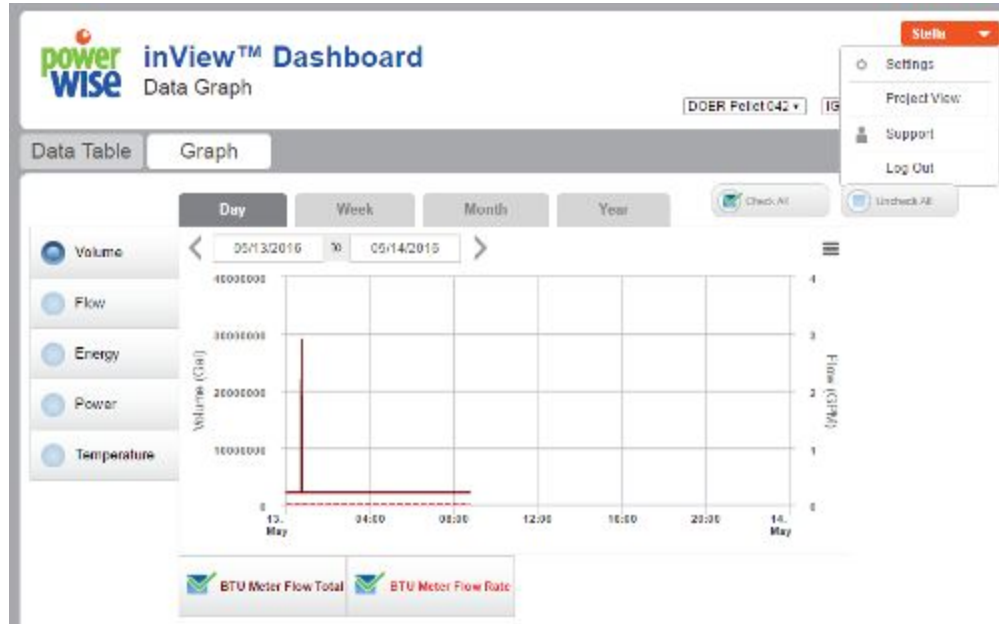 power
wise
inView™ Dashboard
Data Graph
Stella
Settings
Project View
Support
Log Out
DOER Pellet 042
IG
Data Table
Graph
Day
Week
Month
Year
Check All
Uncheck All
Volume
Flow
Energy
Power
Temperature
05/13/2016
to
05/14/2016
40000000
30000000
20000000
10000000
0
Volume (Gal)
4
3
2
1
0
Flow (GPM)
13. May
04:00
08:00
12:00
16:00
20:00
14. May
BTU Meter Flow Total
BTU Meter Flow Rate